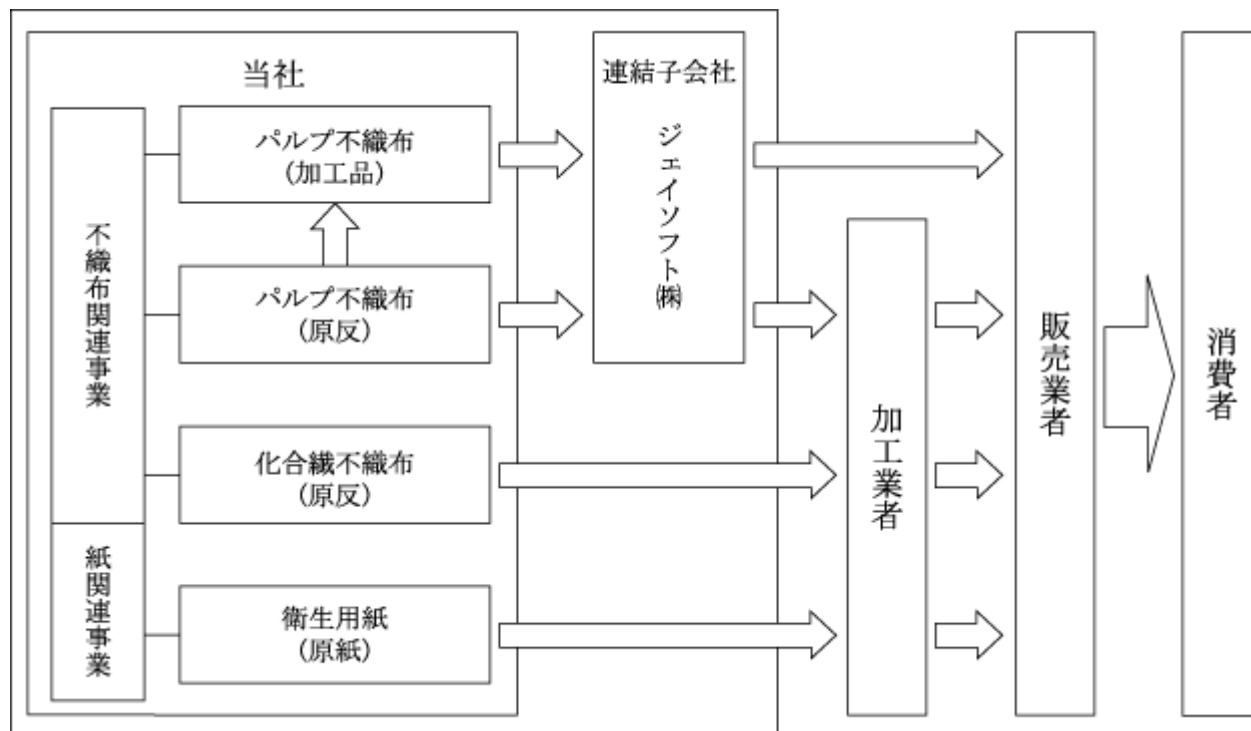 当社
不織布関連事業
紙関連事業
パルプ不織布
(加工品)
パルプ不織布
(原反)
化合繊不織布
(原反)
衛生用紙
(原紙)
連結子会社
ジェイソフト㈱
加工業者
販売業者
消費者